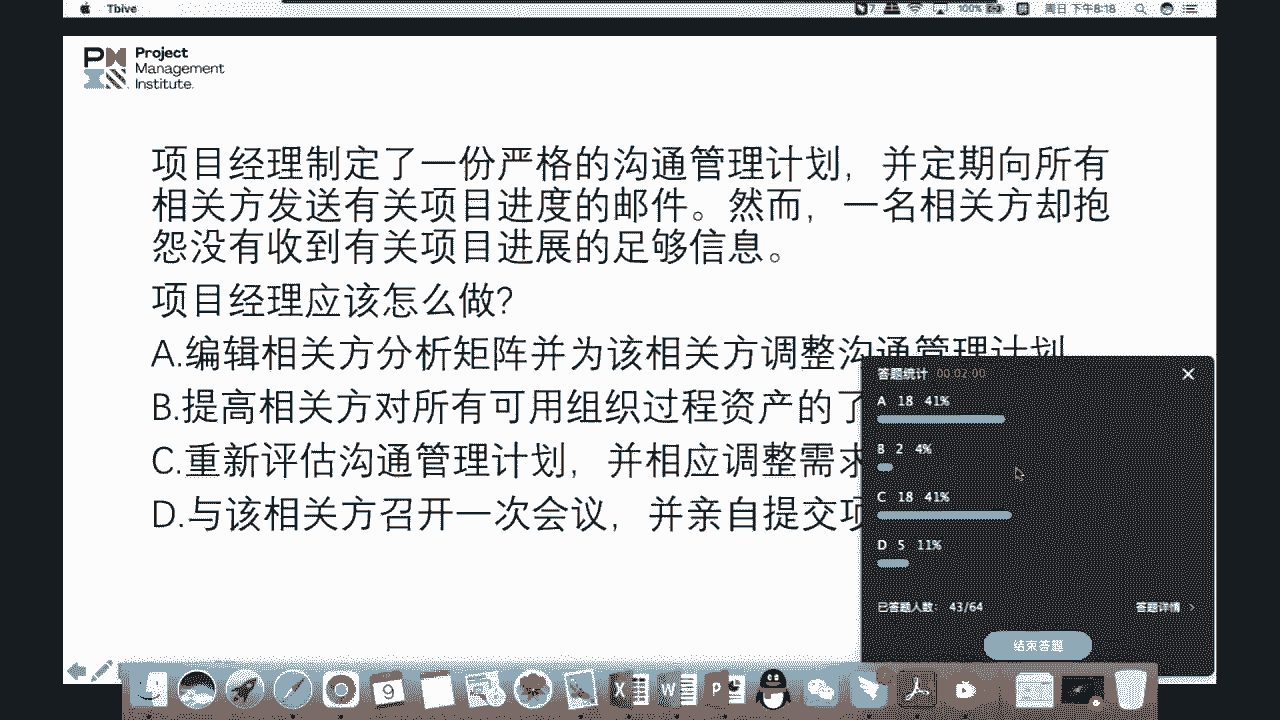 Tbive
7
100%
周日 下午8:18
Project
Management
Institute.
项目经理制定了一份严格的沟通管理计划，并定期向所有
相关方发送有关项目进度的邮件。然而，一名相关方却抱
怨没有收到有关项目进展的足够信息。
项目经理应该怎么做?
A.编辑相关方分析矩阵并为该相关方调整沟通管理计划
B.提高相关方对所有可用组织过程资产的了
C.重新评估沟通管理计划，并相应调整需求
D.与该相关方召开一次会议，并亲自提交项
答题统计 00:02:00
A 18 41%
B 2 4%
C 18 41%
D 5 11%
已答题人数： 43/64
答题详情
结束答题
9